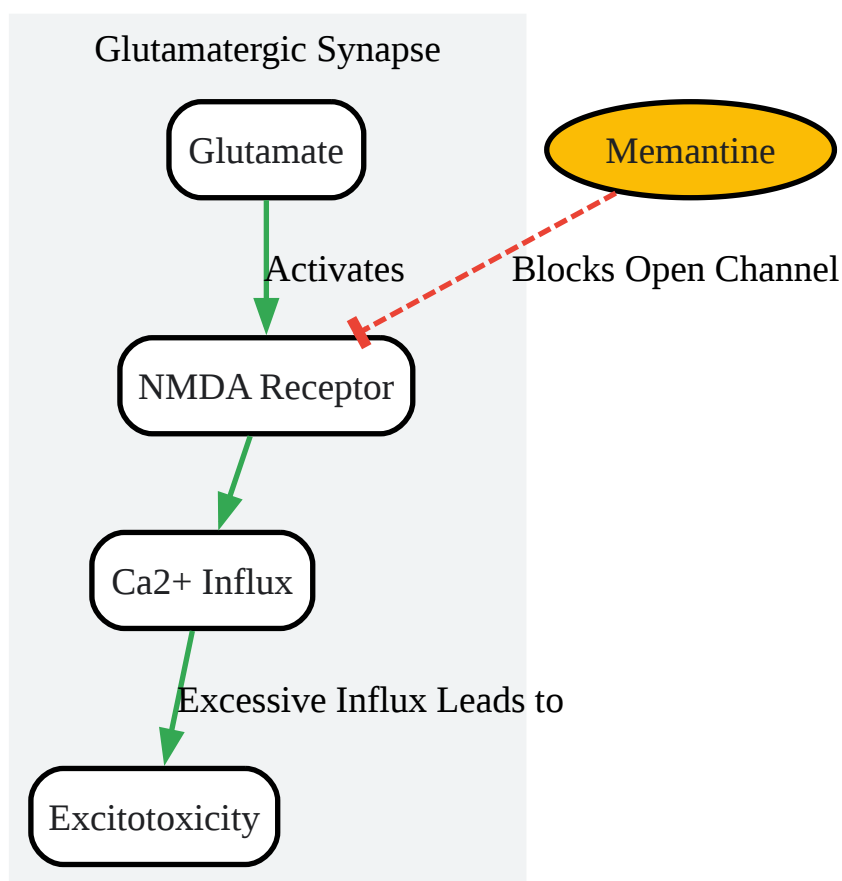 Glutamatergic Synapse
Glutamate
Memantine
Activates
Blocks Open Channel
NMDA Receptor
Ca2+ Influx
Excessive Influx Leads to
Excitotoxicity